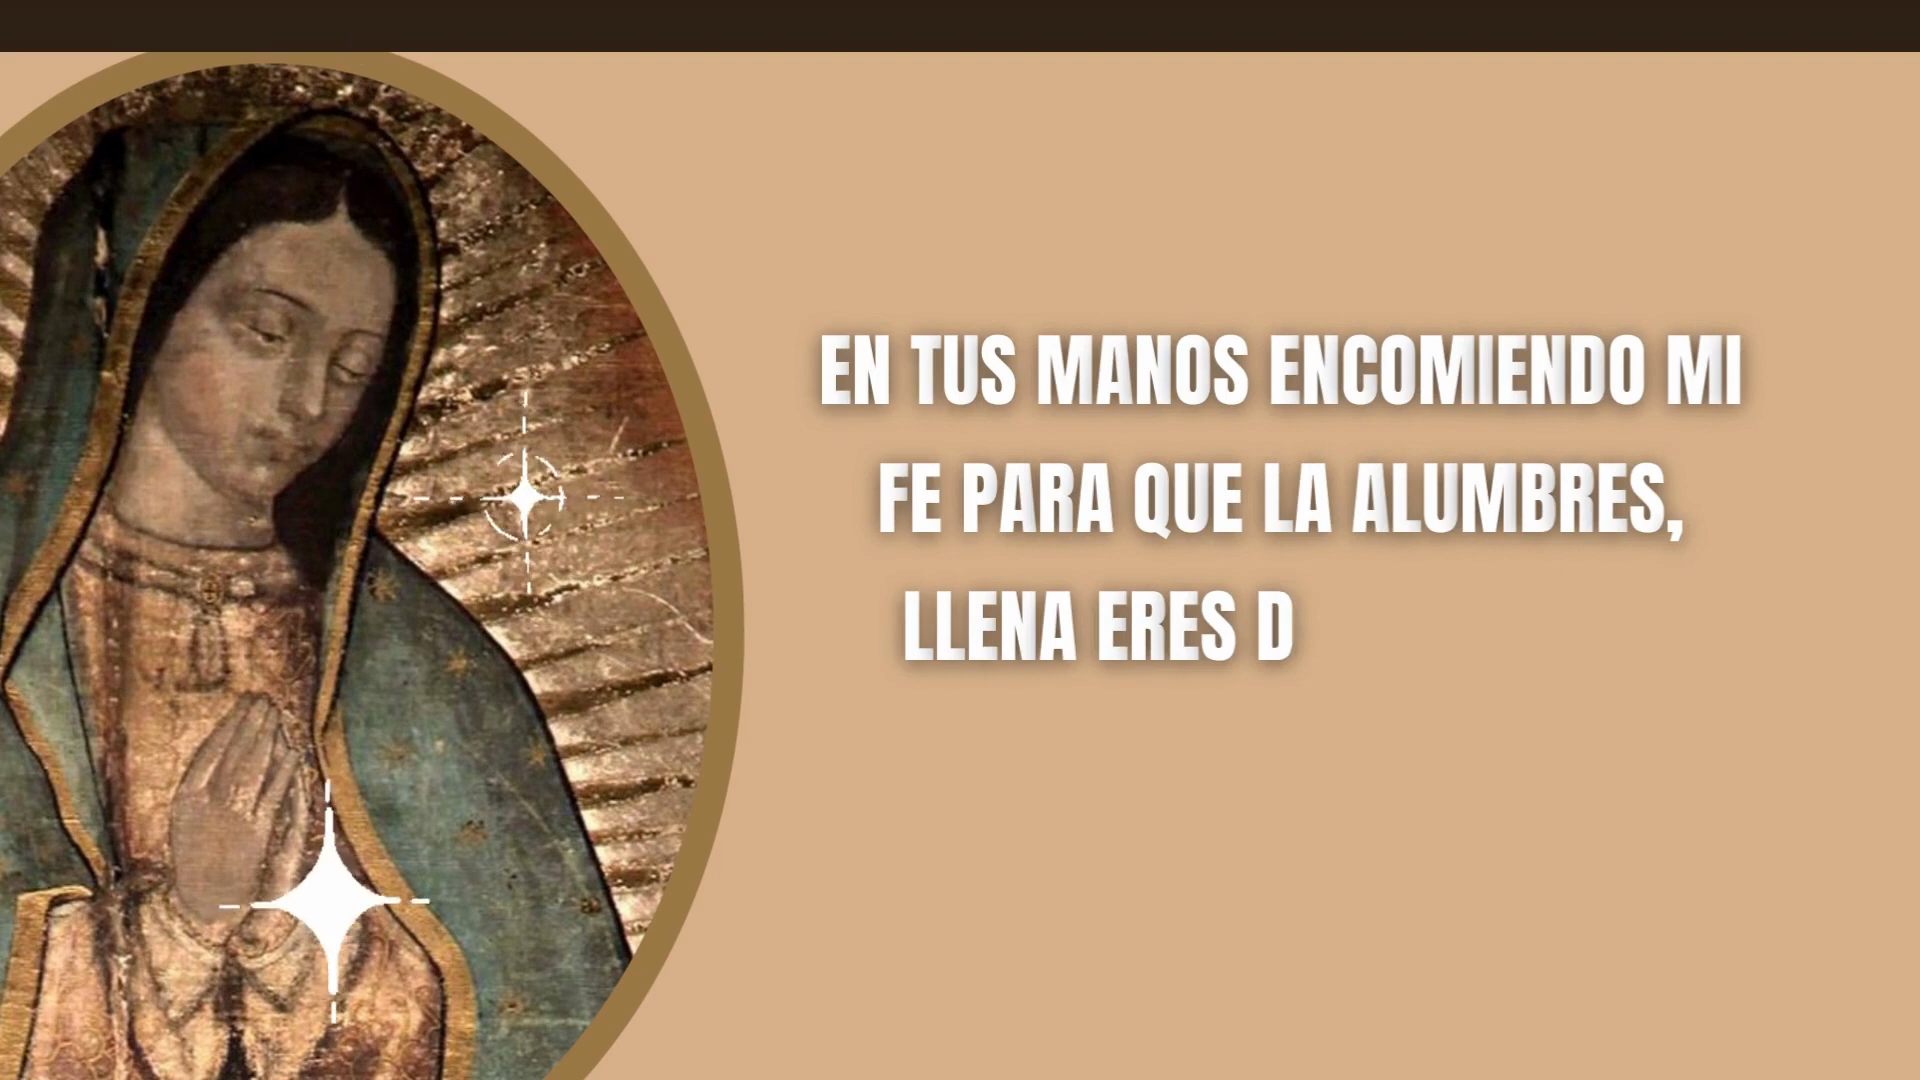 EN TUS MANOS ENCOMIENDO MI
FE PARA QUE LA ALUMBRES,
LLENA ERES D